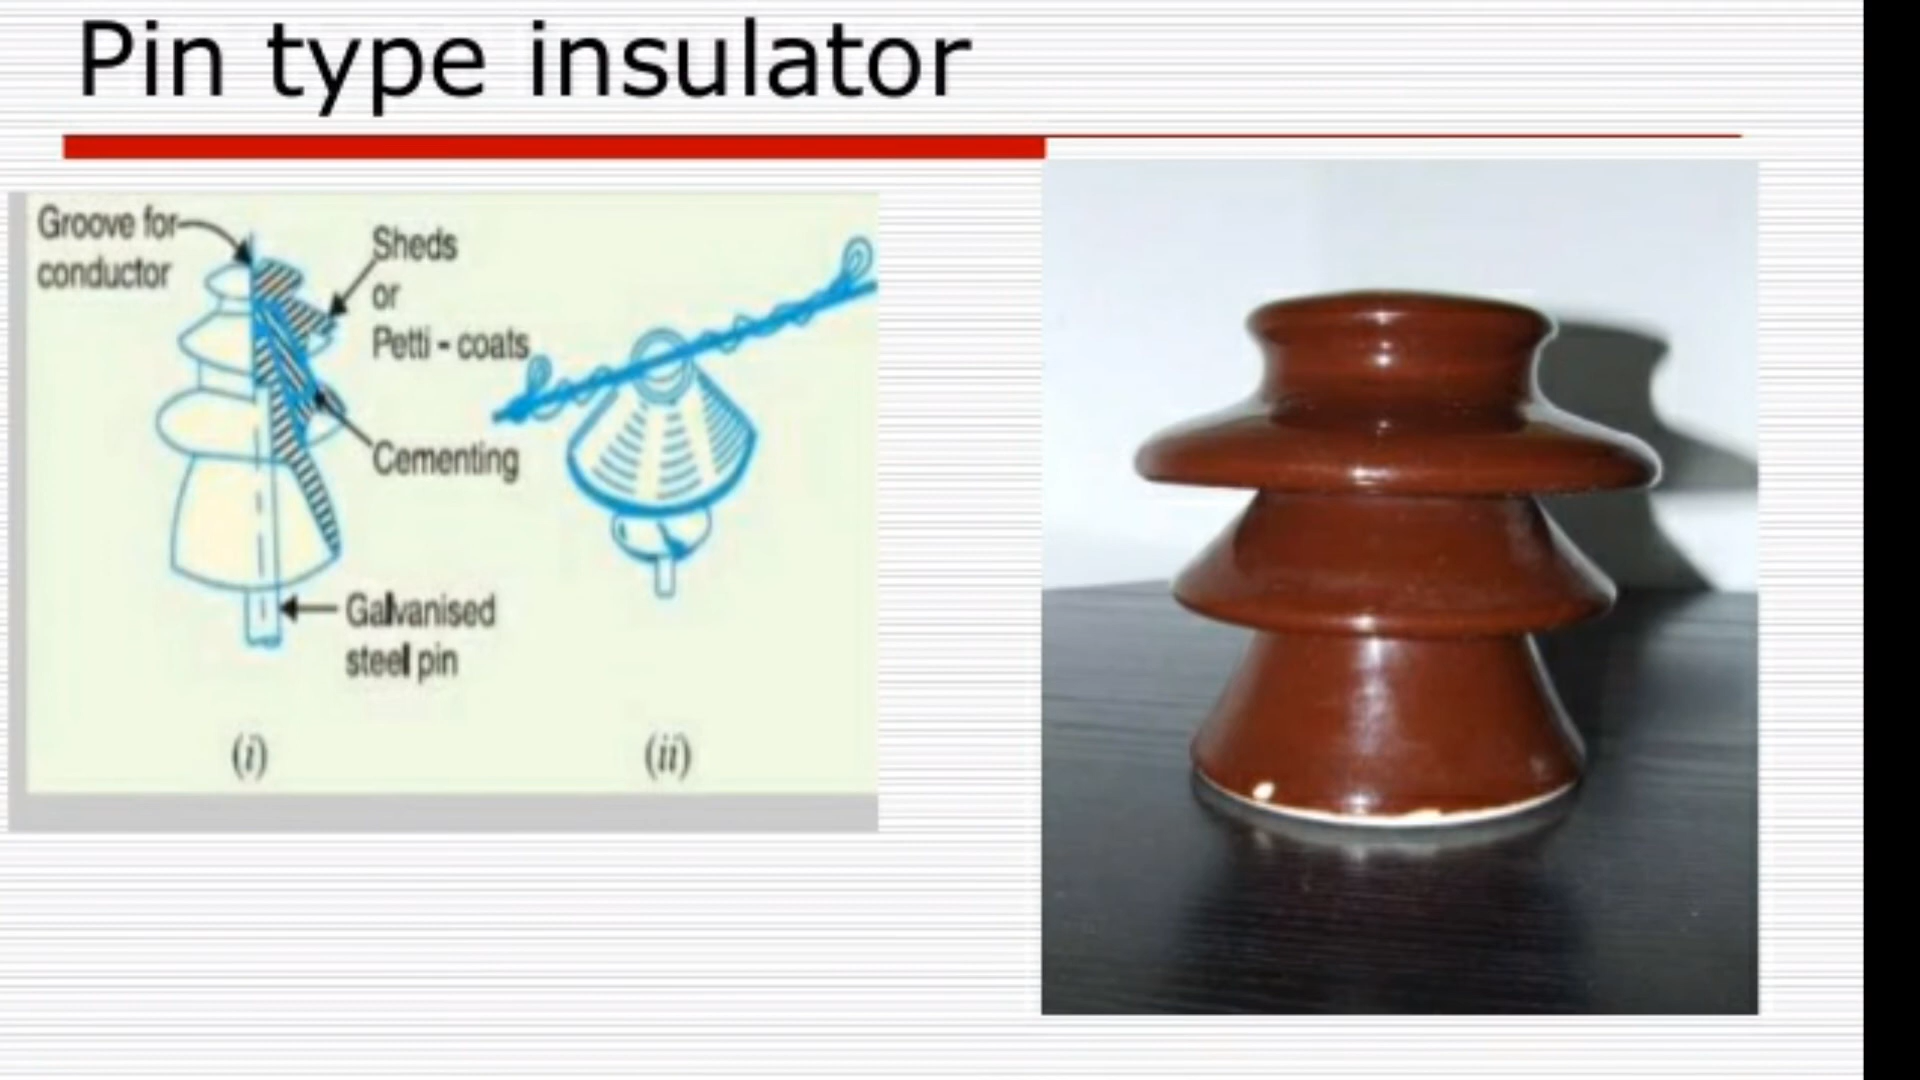 Pin type insulator
Groove for
conductor
Sheds
or
Petti - coats
Cementing
Galvanised
steel pin
(i)
(ii)